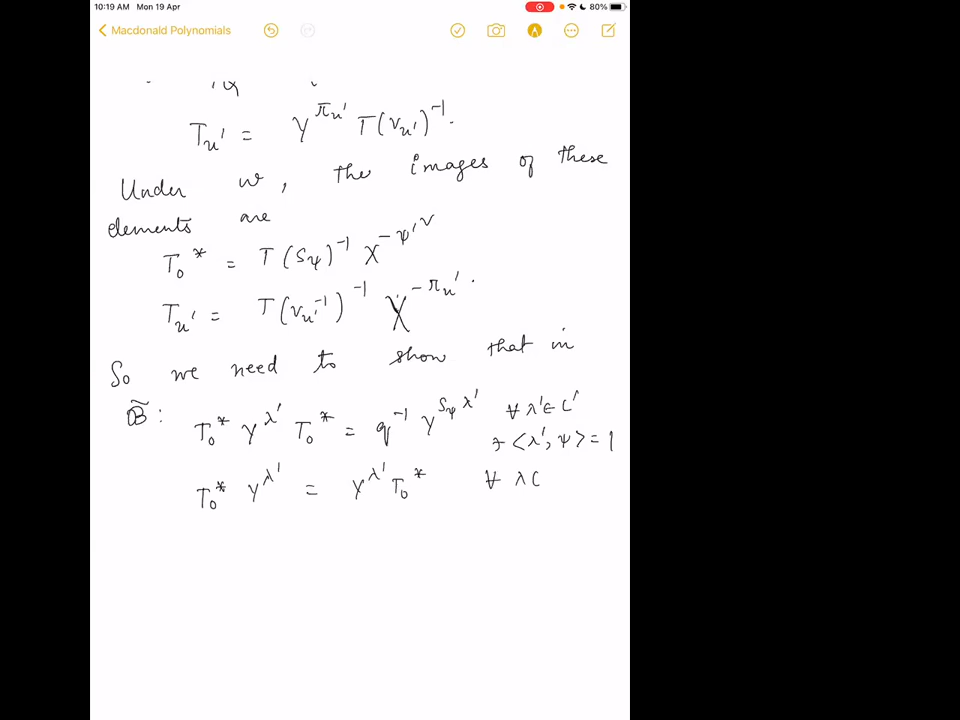 10:19 AM Mon 19 Apr
80%
Macdonald Polynomials
T_{u'} = Y^{π_{u'}} T(v_{u'})^{-1}.
Under ω, the images of these
elements are
T_0^* = T(s_ψ)^{-1} X^{-ψ'^∨}
T_{u'} = T(v_{u'}^{-1})^{-1} X^{-π_{u'}}.
So we need to show that in
B̃: T_0^* Y^{λ'} T_0^* = q^{-1} Y^{s_ψ λ'} ∀ λ' ∈ L'
+ <λ', ψ> = 1
T_0^* Y^{λ'} = Y^{λ'} T_0^* ∀ λ (